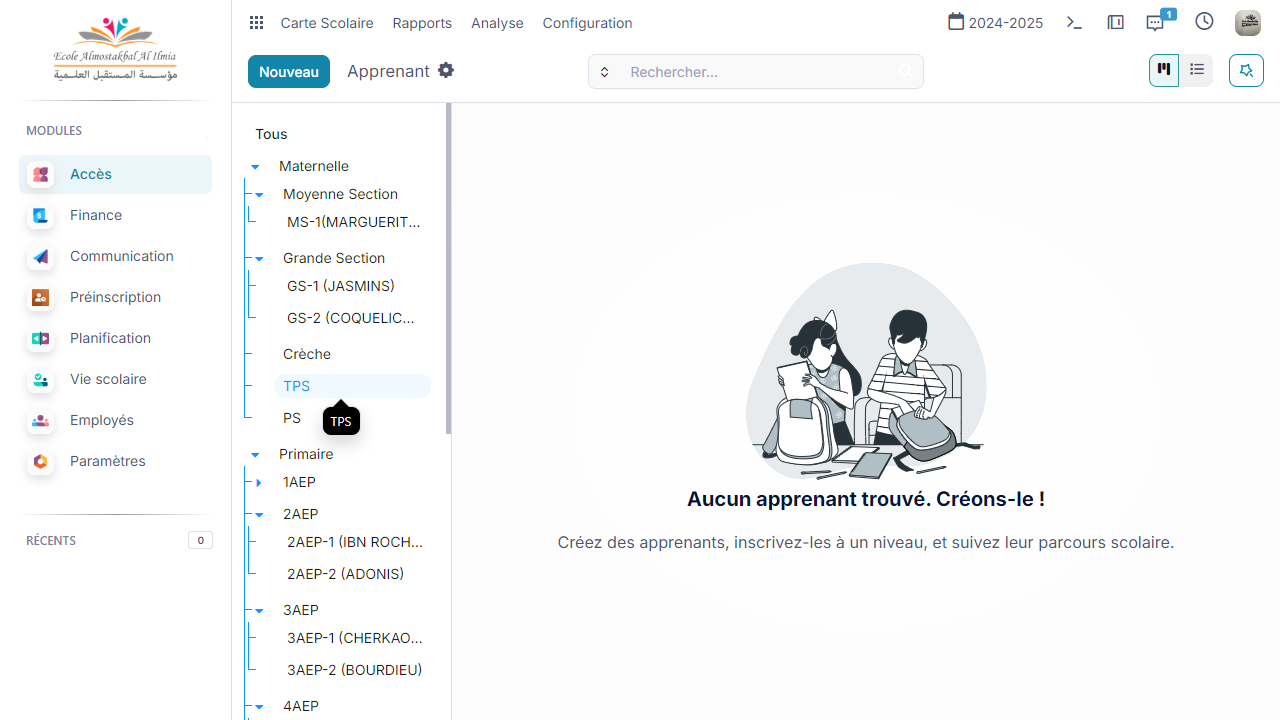 Ecole Almostakbal Al Ilmia
مؤسسة المستقبل العلمية
MODULES
Accès
Finance
Communication
Préinscription
Planification
Vie scolaire
Employés
Paramètres
RÉCENTS 0
Carte Scolaire Rapports Analyse Configuration 2024-2025 1
Nouveau Apprenant Rechercher...
Tous
Maternelle
Moyenne Section
MS-1(MARGUERIT...
Grande Section
GS-1 (JASMINS)
GS-2 (COQUELIC...
Crèche
TPS
PS
TPS
Primaire
1AEP
2AEP
2AEP-1 (IBN ROCH...
2AEP-2 (ADONIS)
3AEP
3AEP-1 (CHERKAO...
3AEP-2 (BOURDIEU)
4AEP
Aucun apprenant trouvé. Créons-le !
Créez des apprenants, inscrivez-les à un niveau, et suivez leur parcours scolaire.